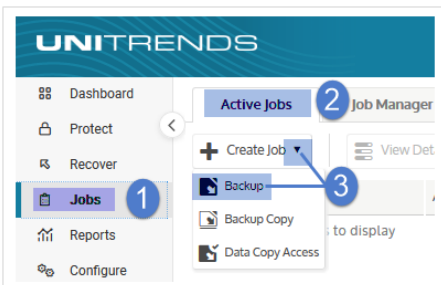 UNITRENDS
Dashboard
Protect
Recover
Jobs 1
Reports
Configure
Active Jobs 2 Job Manager
Create Job View Det
Backup 3
Backup Copy
to display
Data Copy Access